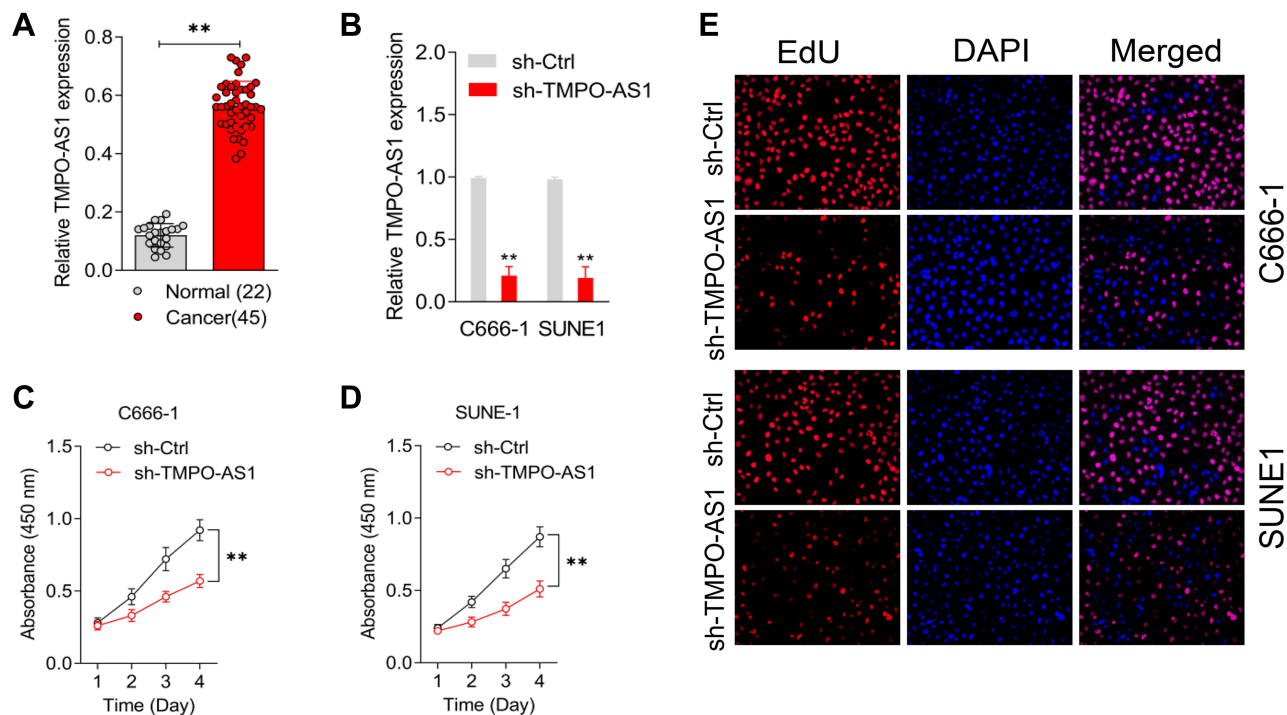 A
**
Relative TMPO-AS1 expression
0.8
0.6
0.4
0.2
0.0
Normal (22)
Cancer(45)
B
Relative TMPO-AS1 expression
2.0
1.5
1.0
0.5
0.0
sh-Ctrl
sh-TMPO-AS1
**
**
C666-1
SUNE1
C
C666-1
sh-Ctrl
sh-TMPO-AS1
Absorbance (450 nm)
1.5
1.0
0.5
0.0
**
1 2 3 4
Time (Day)
D
SUNE-1
sh-Ctrl
sh-TMPO-AS1
Absorbance (450 nm)
1.5
1.0
0.5
0.0
**
1 2 3 4
Time (Day)
E
EdU DAPI Merged
sh-Ctrl
sh-TMPO-AS1
C666-1
sh-Ctrl
sh-TMPO-AS1
SUNE1